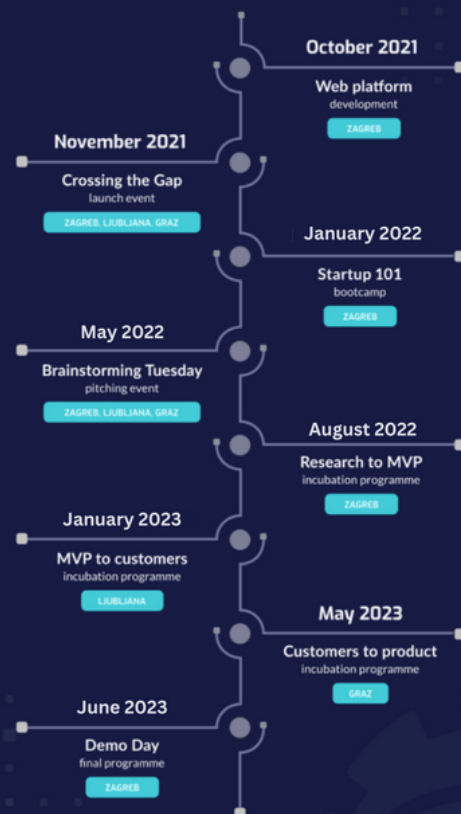 October 2021
Web platform
development
ZAGREB
November 2021
Crossing the Gap
launch event
ZAGREB, LJUBLJANA, GRAZ
January 2022
Startup 101
bootcamp
ZAGREB
May 2022
Brainstorming Tuesday
pitching event
ZAGREB, LJUBLJANA, GRAZ
August 2022
Research to MVP
incubation programme
ZAGREB
January 2023
MVP to customers
incubation programme
LJUBLJANA
May 2023
Customers to product
incubation programme
GRAZ
June 2023
Demo Day
final programme
ZAGREB